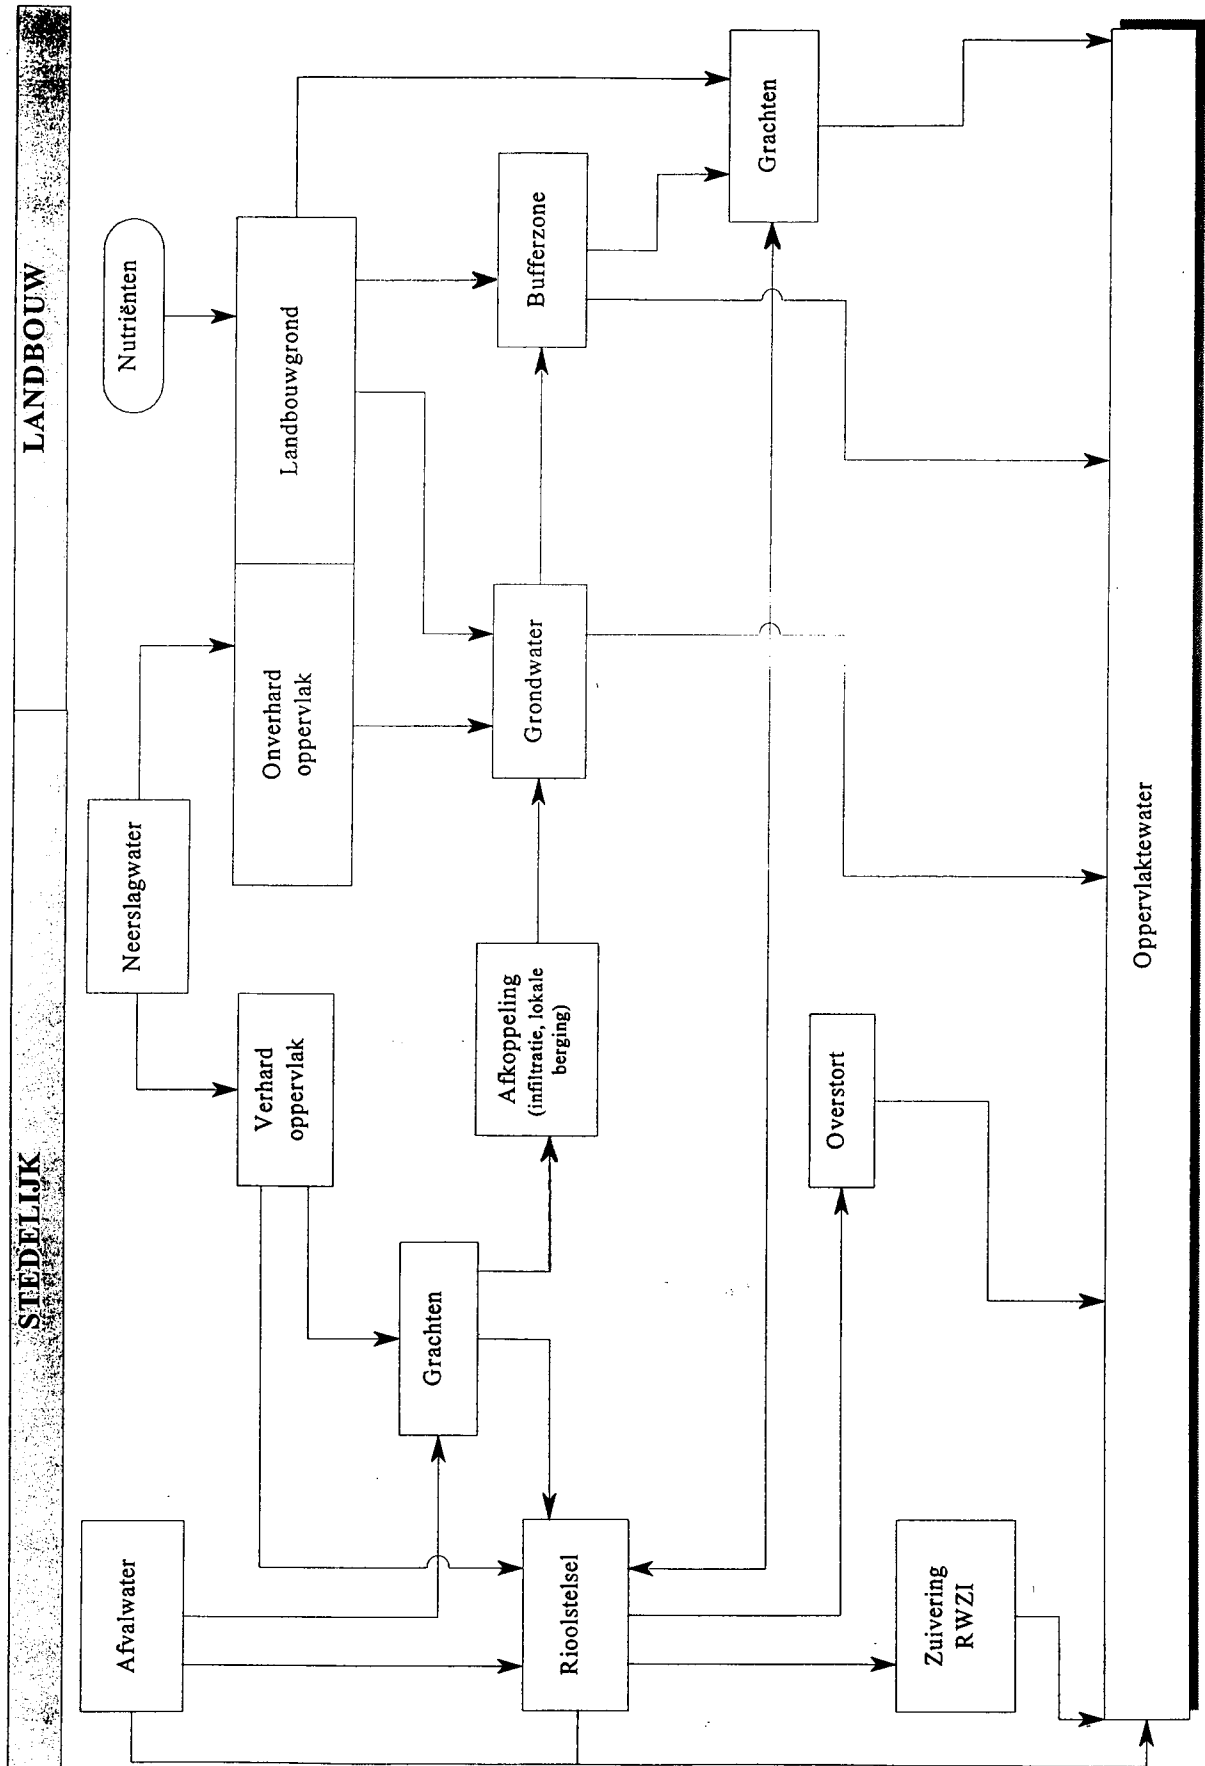 STEDELIJK
LANDBOUW
Afvalwater
Neerslagwater
Nutriënten
Verhard
oppervlak
Onverhard
oppervlak
Landbouwgrond
Grachten
Rioolstelsel
Afkoppeling
(infiltratie, lokale
berging)
Grondwater
Bufferzone
Grachten
Overstort
Zuivering
RWZI
Oppervlaktewater